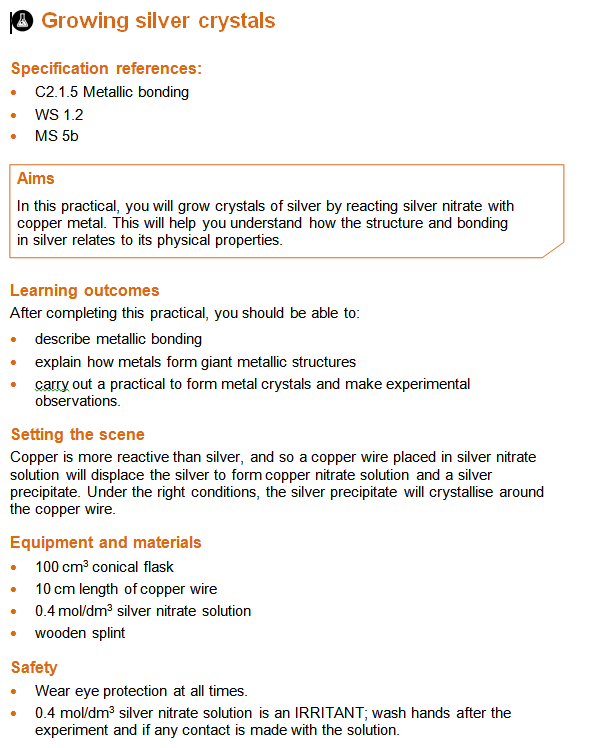 Growing silver crystals
Specification references:
• C2.1.5 Metallic bonding
• WS 1.2
• MS 5b
Aims
In this practical, you will grow crystals of silver by reacting silver nitrate with
copper metal. This will help you understand how the structure and bonding
in silver relates to its physical properties.
Learning outcomes
After completing this practical, you should be able to:
• describe metallic bonding
• explain how metals form giant metallic structures
• carry out a practical to form metal crystals and make experimental
observations.
Setting the scene
Copper is more reactive than silver, and so a copper wire placed in silver nitrate
solution will displace the silver to form copper nitrate solution and a silver
precipitate. Under the right conditions, the silver precipitate will crystallise around
the copper wire.
Equipment and materials
• 100 cm³ conical flask
• 10 cm length of copper wire
• 0.4 mol/dm³ silver nitrate solution
• wooden splint
Safety
• Wear eye protection at all times.
• 0.4 mol/dm³ silver nitrate solution is an IRRITANT; wash hands after the
experiment and if any contact is made with the solution.